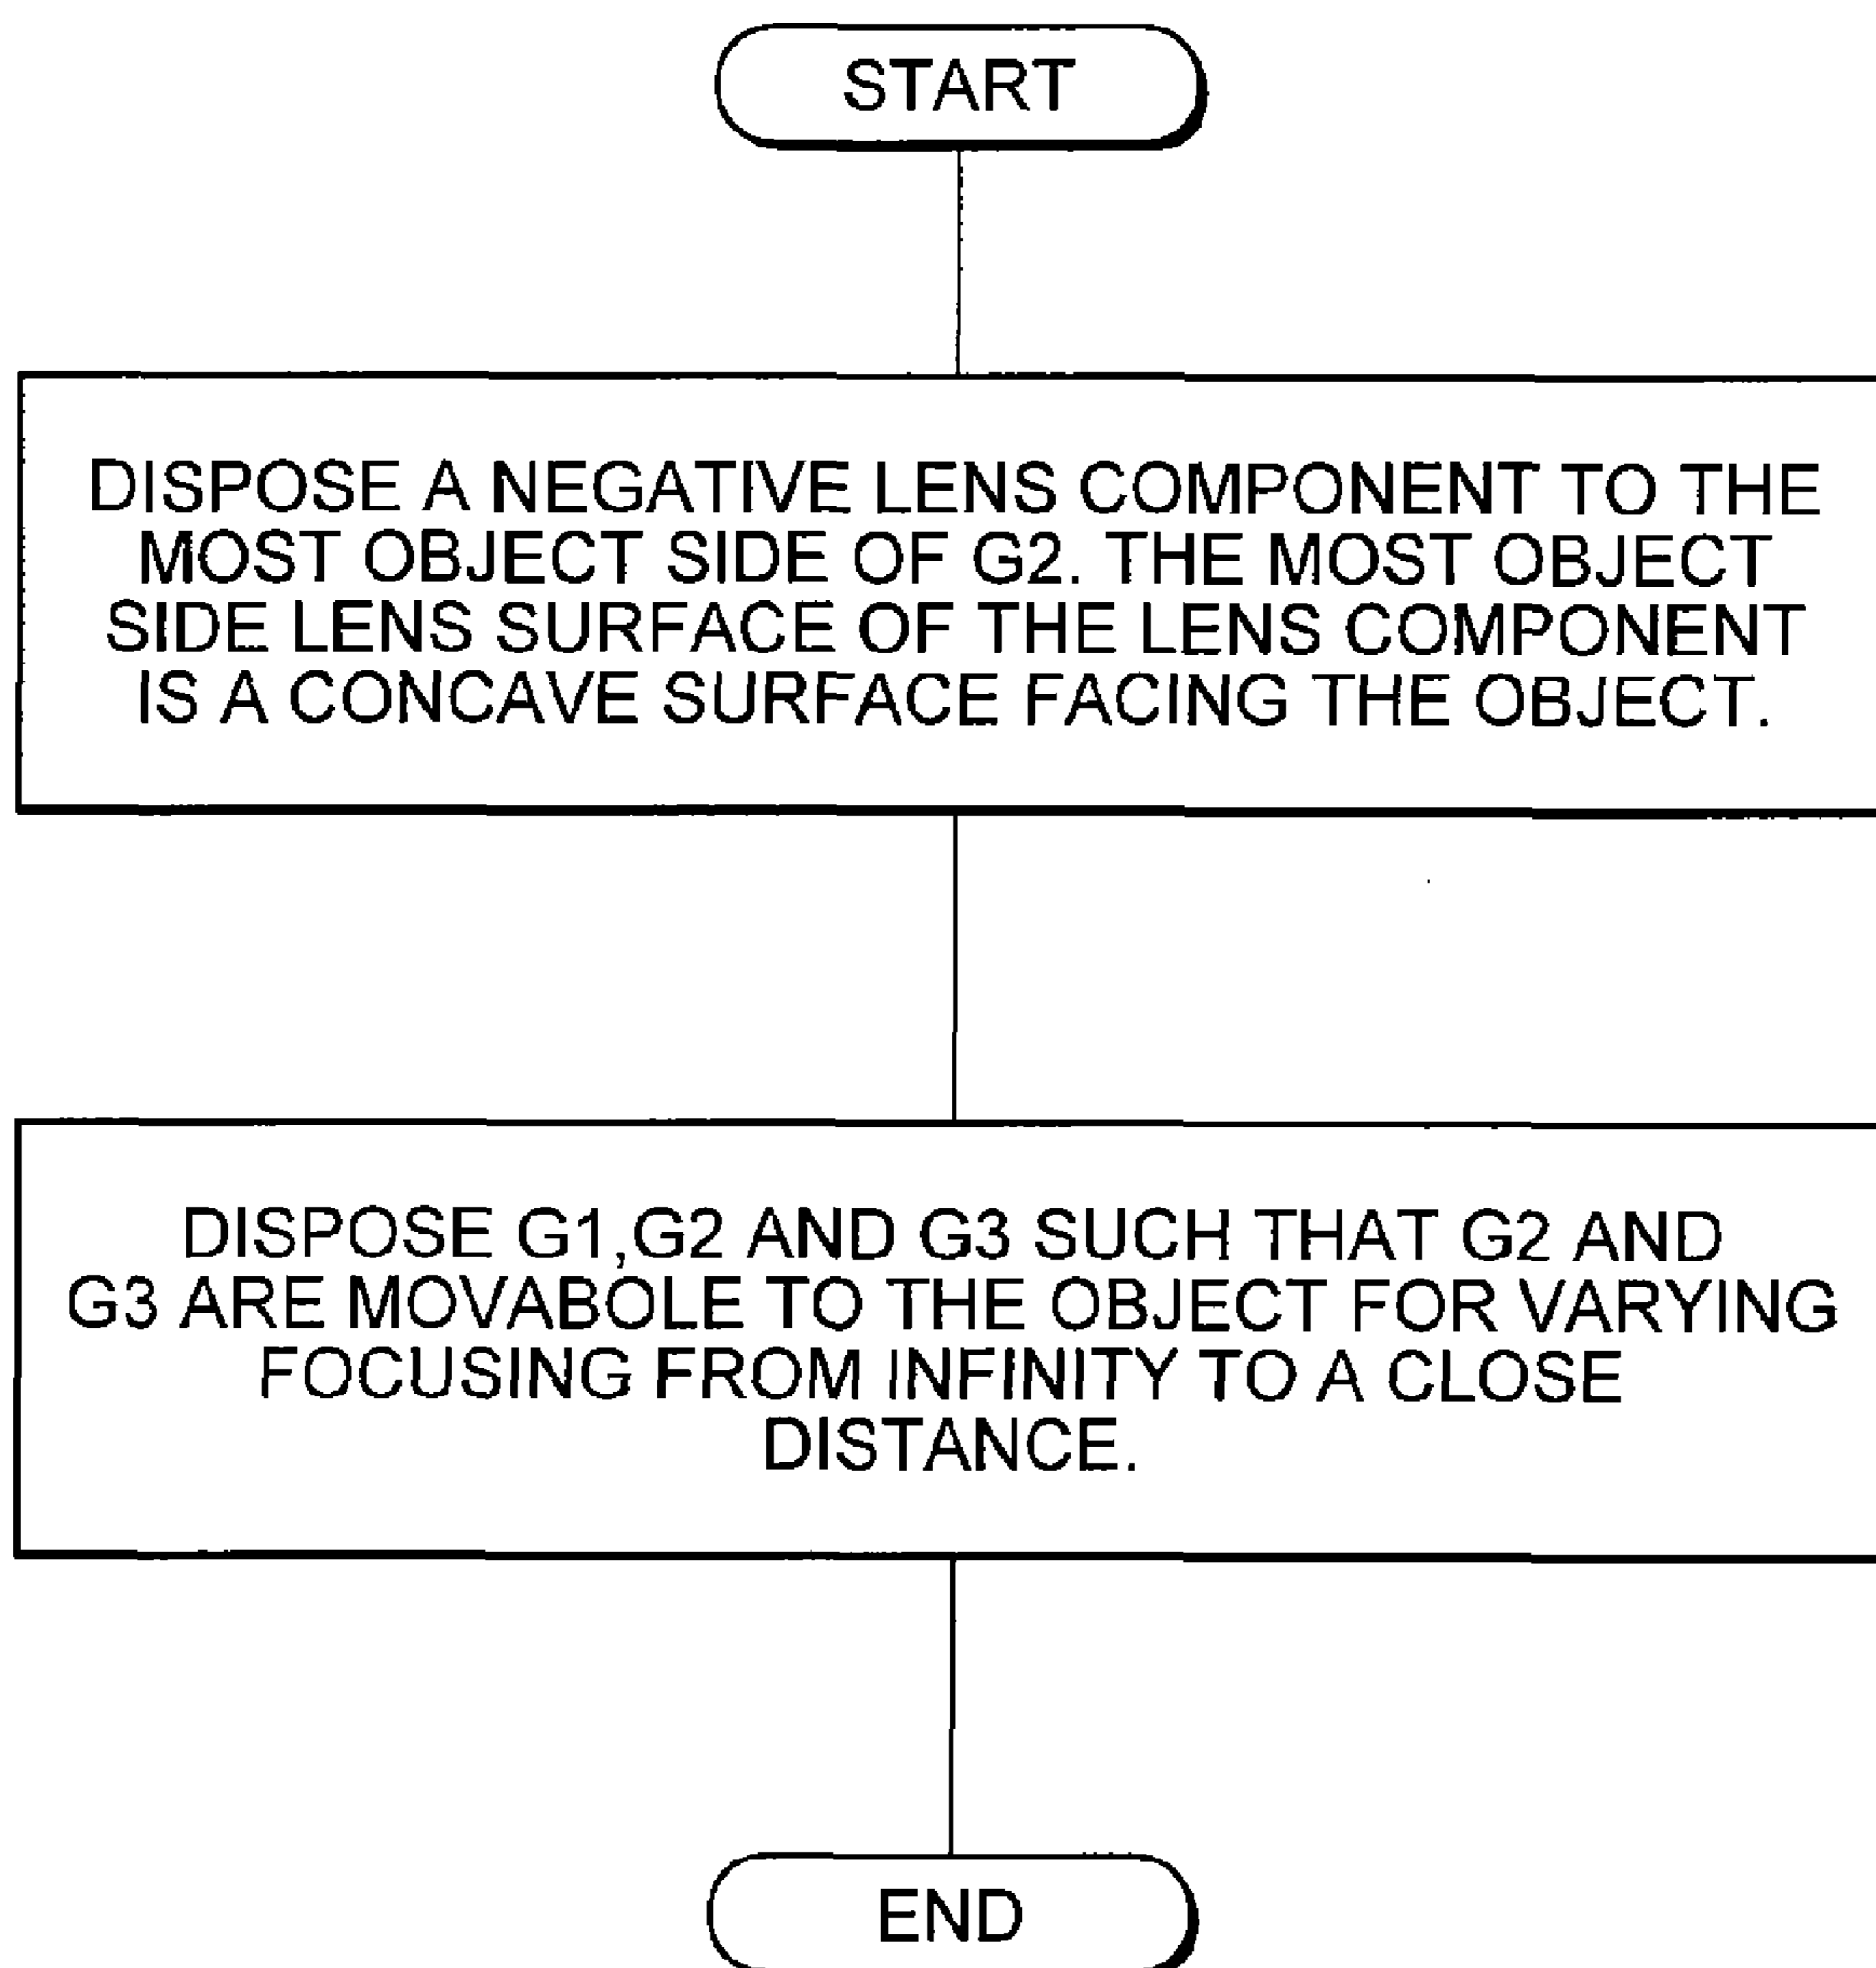 START
DISPOSE A NEGATIVE LENS COMPONENT TO THE
MOST OBJECT SIDE OF G2. THE MOST OBJECT
SIDE LENS SURFACE OF THE LENS COMPONENT
IS A CONCAVE SURFACE FACING THE OBJECT.
DISPOSE G1,G2 AND G3 SUCH THAT G2 AND
G3 ARE MOVABOLE TO THE OBJECT FOR VARYING
FOCUSING FROM INFINITY TO A CLOSE
DISTANCE.
END